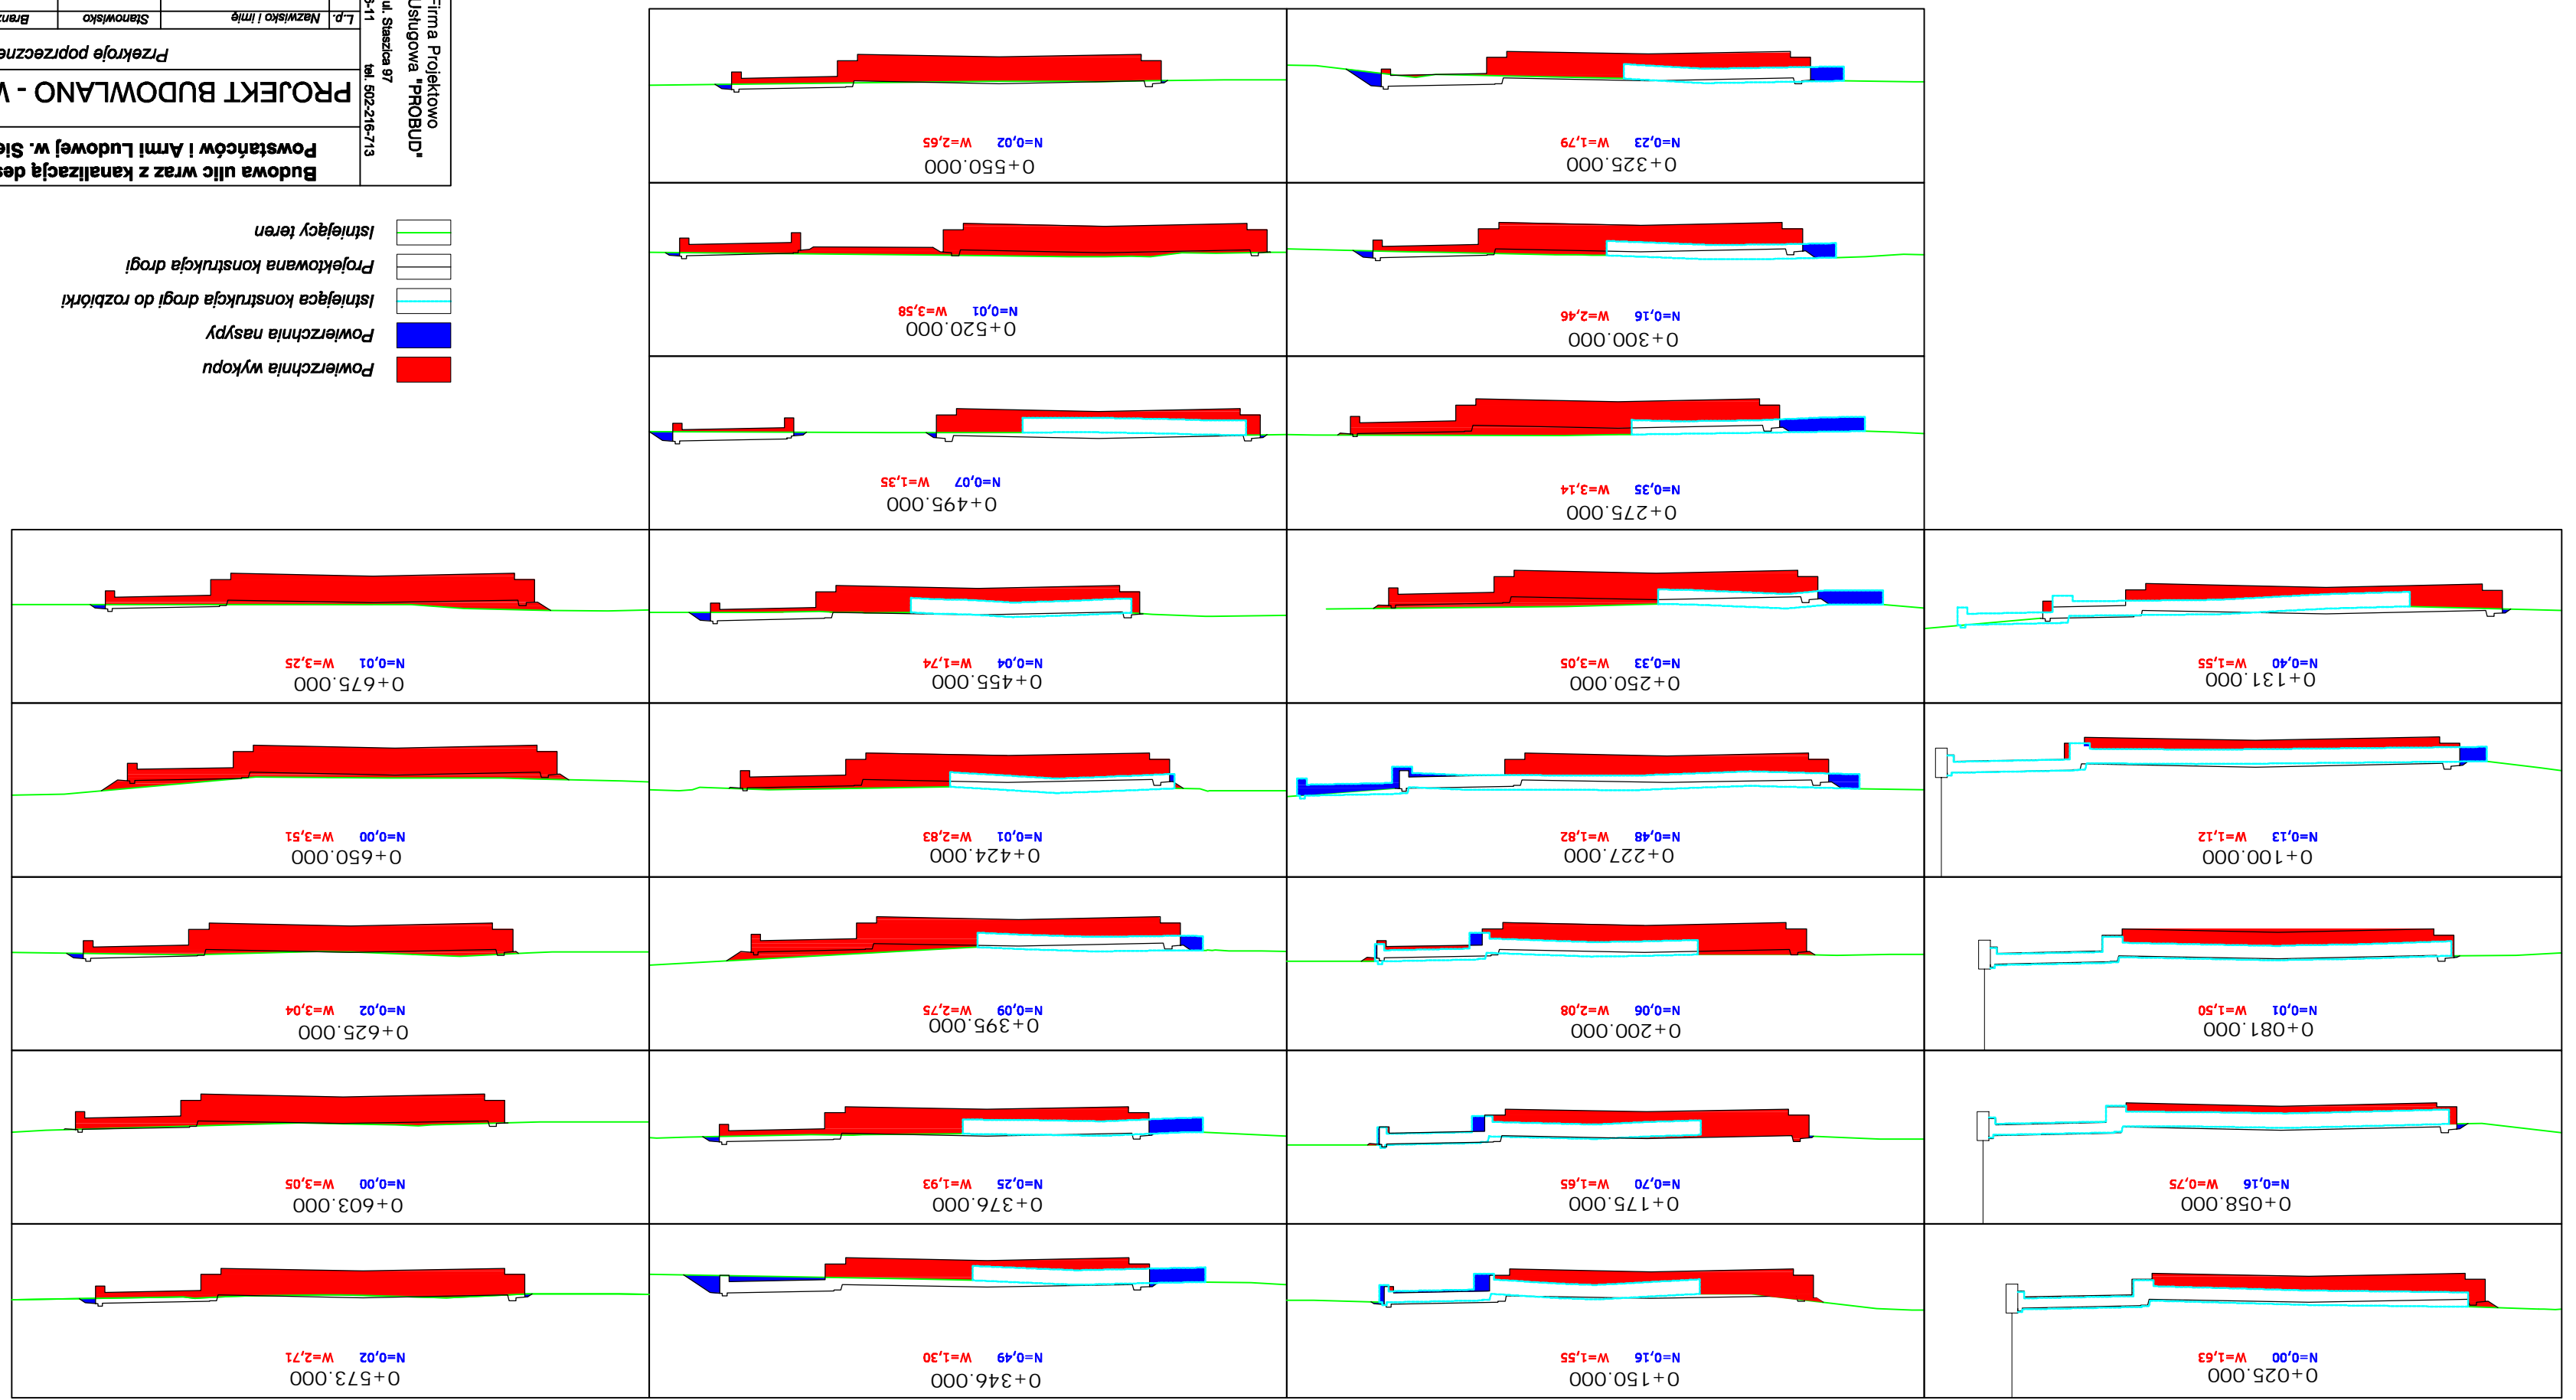 0+025.000
N=0,00 W=1,63
0+058.000
N=0,16 W=0,75
0+081.000
N=0,01 W=1,50
0+100.000
N=0,13 W=1,12
0+131.000
N=0,40 W=1,55
0+150.000
N=0,16 W=1,55
0+175.000
N=0,70 W=1,65
0+200.000
N=0,06 W=2,08
0+227.000
N=0,48 W=1,82
0+250.000
N=0,33 W=3,05
0+275.000
N=0,35 W=3,14
0+300.000
N=0,16 W=2,46
0+325.000
N=0,23 W=1,79
0+346.000
N=0,49 W=1,30
0+376.000
N=0,25 W=1,93
0+395.000
N=0,09 W=2,75
0+424.000
N=0,01 W=2,83
0+455.000
N=0,04 W=1,74
0+495.000
N=0,07 W=1,35
0+520.000
N=0,01 W=3,58
0+550.000
N=0,02 W=2,65
0+573.000
N=0,02 W=2,71
0+603.000
N=0,00 W=3,05
0+625.000
N=0,02 W=3,04
0+650.000
N=0,00 W=3,51
0+675.000
N=0,01 W=3,25
Powierzchnia wykopu
Powierzchnia nasypy
Istniejąca konstrukcja drogi do rozbiórki
Projektowana konstrukcja drogi
Istniejący teren
Firma Projektowo
Usługowa "PROBUD"
ul. Staszica 97
tel. 502-216-713
Budowa ulic wraz z kanalizacją des
Powstańców i Armi Ludowej w. Sie
PROJEKT BUDOWLANO - 
Przekroje poprzeczne
L.p. Nazwisko i imię Stanowisko Bran